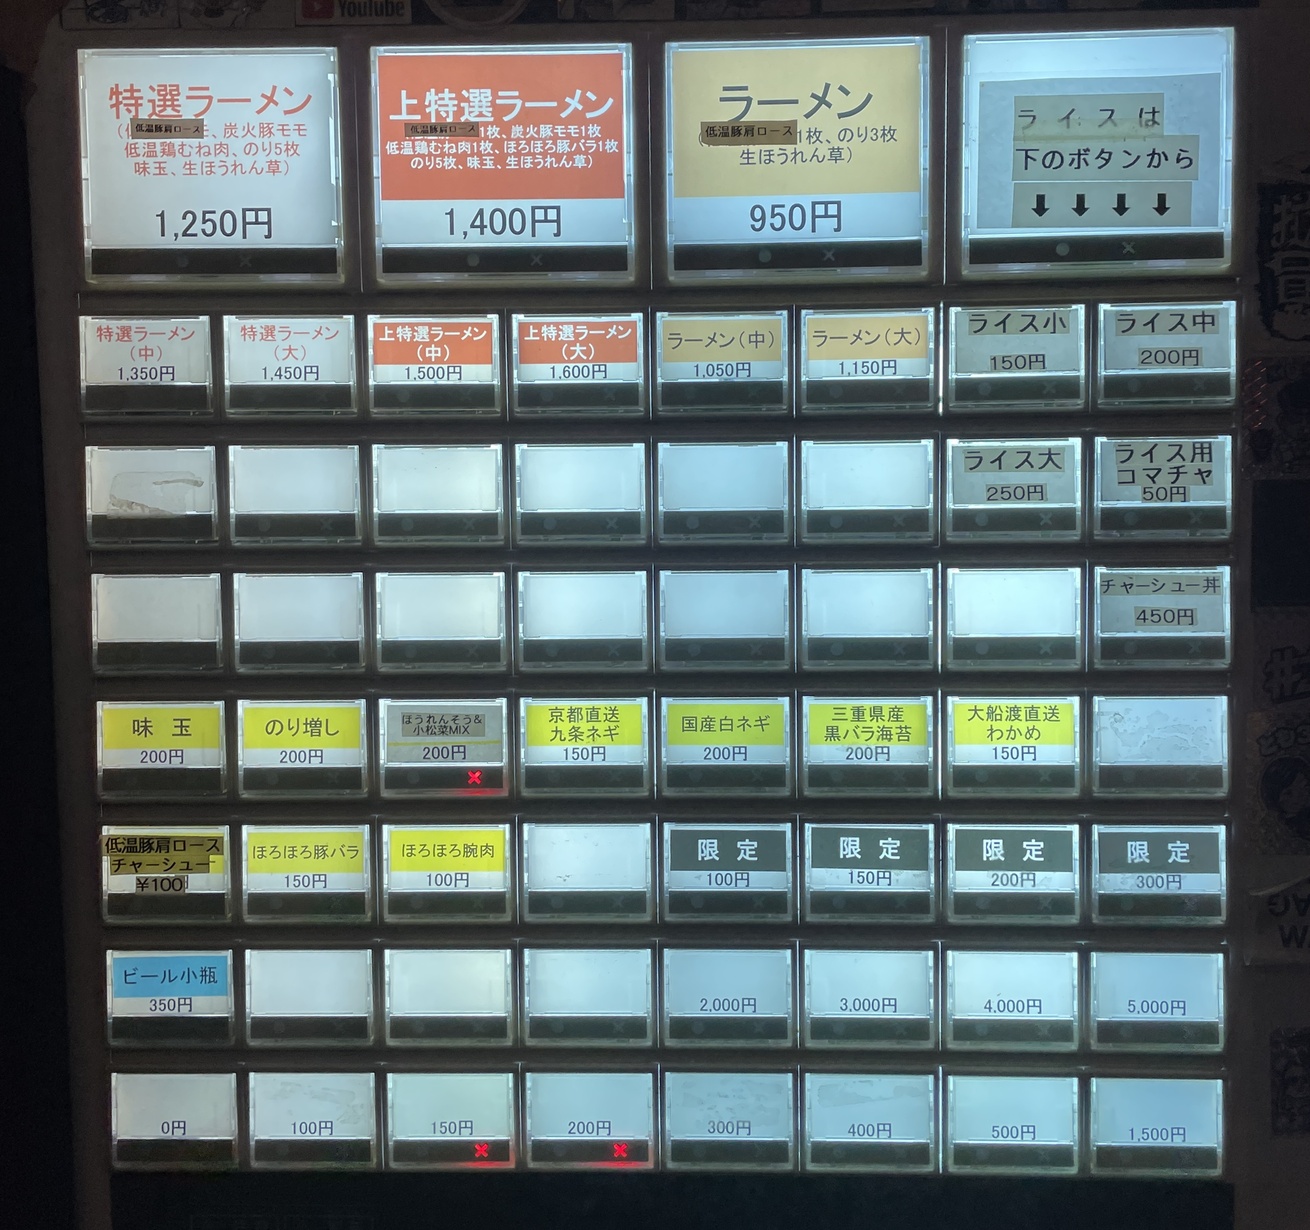 YouTube
特選ラーメン
低温豚肩ロース
モ、炭火豚モモ
低温鶏むね肉、のり5枚
味玉、生ほうれん草)
1,250円
上特選ラーメン
低温豚肩ロース 1枚、炭火豚モモ1枚
低温鶏むね肉1枚、ほろほろ豚バラ1枚
のり5枚、味玉、生ほうれん草)
1,400円
ラーメン
低温豚肩ロース 1枚、のり3枚
生ほうれん草)
950円
ライスは
下のボタンから
⬇ ⬇ ⬇ ⬇
特選ラーメン
(中)
1,350円
特選ラーメン
(大)
1,450円
上特選ラーメン
(中)
1,500円
上特選ラーメン
(大)
1,600円
ラーメン(中)
1,050円
ラーメン(大)
1,150円
ライス小
150円
ライス中
200円
ライス大
250円
ライス用
コマチャ
50円
チャーシュー丼
450円
味 玉
200円
のり増し
200円
ほうれんそう&
小松菜MIX
200円
京都直送
九条ネギ
150円
国産白ネギ
200円
三重県産
黒バラ海苔
200円
大船渡直送
わかめ
150円
低温豚肩ロース
チャーシュー
¥100
ほろほろ豚バラ
150円
ほろほろ腕肉
100円
限 定
100円
限 定
150円
限 定
200円
限 定
300円
ビール小瓶
350円
2,000円
3,000円
4,000円
5,000円
0円
100円
150円
200円
300円
400円
500円
1,500円